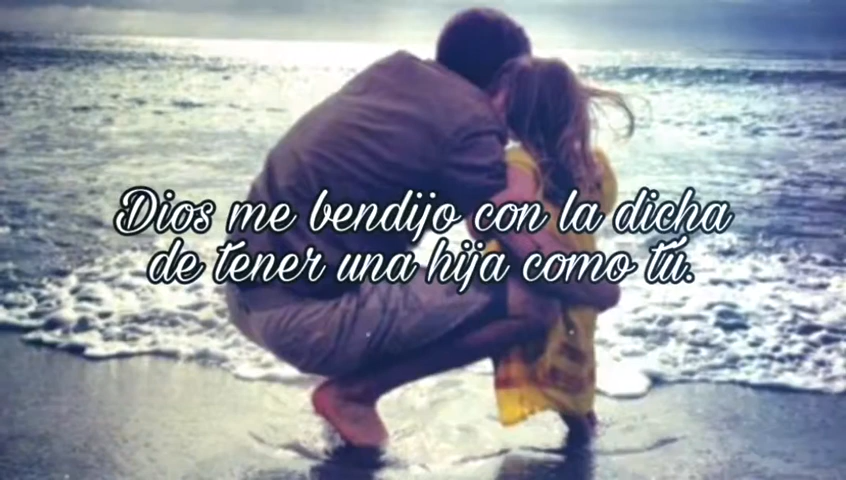 Dios me bendijo con la dicha
de tener una hija como tú.